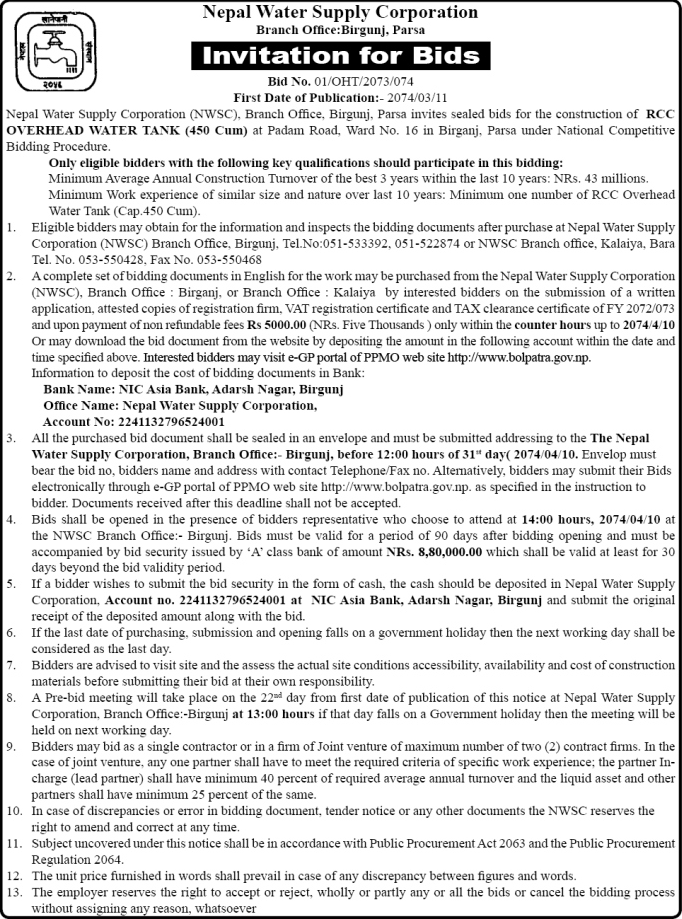 खानेपानी
नेपाल
संस्थान
२०४६
Nepal Water Supply Corporation
Branch Office:Birgunj, Parsa
Invitation for Bids
Bid No. 01/OHT/2073/074
First Date of Publication:- 2074/03/11
Nepal Water Supply Corporation (NWSC), Branch Office, Birgunj, Parsa invites sealed bids for the construction of RCC
OVERHEAD WATER TANK (450 Cum) at Padam Road, Ward No. 16 in Birganj, Parsa under National Competitive
Bidding Procedure.
Only eligible bidders with the following key qualifications should participate in this bidding:
Minimum Average Annual Construction Turnover of the best 3 years within the last 10 years: NRs. 43 millions.
Minimum Work experience of similar size and nature over last 10 years: Minimum one number of RCC Overhead
Water Tank (Cap.450 Cum).
1. Eligible bidders may obtain for the information and inspects the bidding documents after purchase at Nepal Water Supply
Corporation (NWSC) Branch Office, Birgunj, Tel.No:051-533392, 051-522874 or NWSC Branch office, Kalaiya, Bara
Tel. No. 053-550428, Fax No. 053-550468
2. A complete set of bidding documents in English for the work may be purchased from the Nepal Water Supply Corporation
(NWSC), Branch Office : Birganj, or Branch Office : Kalaiya by interested bidders on the submission of a written
application, attested copies of registration firm, VAT registration certificate and TAX clearance certificate of FY 2072/073
and upon payment of non refundable fees Rs 5000.00 (NRs. Five Thousands ) only within the counter hours up to 2074/4/10
Or may download the bid document from the website by depositing the amount in the following account within the date and
time specified above. Interested bidders may visit e-GP portal of PPMO web site http://www.bolpatra.gov.np.
Information to deposit the cost of bidding documents in Bank:
Bank Name: NIC Asia Bank, Adarsh Nagar, Birgunj
Office Name: Nepal Water Supply Corporation,
Account No: 2241132796524001
3. All the purchased bid document shall be sealed in an envelope and must be submitted addressing to the The Nepal
Water Supply Corporation, Branch Office:- Birgunj, before 12:00 hours of 31st day( 2074/04/10. Envelop must
bear the bid no, bidders name and address with contact Telephone/Fax no. Alternatively, bidders may submit their Bids
electronically through e-GP portal of PPMO web site http://www.bolpatra.gov.np. as specified in the instruction to
bidder. Documents received after this deadline shall not be accepted.
4. Bids shall be opened in the presence of bidders representative who choose to attend at 14:00 hours, 2074/04/10 at
the NWSC Branch Office:- Birgunj. Bids must be valid for a period of 90 days after bidding opening and must be
accompanied by bid security issued by ‘A’ class bank of amount NRs. 8,80,000.00 which shall be valid at least for 30
days beyond the bid validity period.
5. If a bidder wishes to submit the bid security in the form of cash, the cash should be deposited in Nepal Water Supply
Corporation, Account no. 2241132796524001 at NIC Asia Bank, Adarsh Nagar, Birgunj and submit the original
receipt of the deposited amount along with the bid.
6. If the last date of purchasing, submission and opening falls on a government holiday then the next working day shall be
considered as the last day.
7. Bidders are advised to visit site and the assess the actual site conditions accessibility, availability and cost of construction
materials before submitting their bid at their own responsibility.
8. A Pre-bid meeting will take place on the 22nd day from first date of publication of this notice at Nepal Water Supply
Corporation, Branch Office:-Birgunj at 13:00 hours if that day falls on a Government holiday then the meeting will be
held on next working day.
9. Bidders may bid as a single contractor or in a firm of Joint venture of maximum number of two (2) contract firms. In the
case of joint venture, any one partner shall have to meet the required criteria of specific work experience; the partner In-
charge (lead partner) shall have minimum 40 percent of required average annual turnover and the liquid asset and other
partners shall have minimum 25 percent of the same.
10. In case of discrepancies or error in bidding document, tender notice or any other documents the NWSC reserves the
right to amend and correct at any time.
11. Subject uncovered under this notice shall be in accordance with Public Procurement Act 2063 and the Public Procurement
Regulation 2064.
12. The unit price furnished in words shall prevail in case of any discrepancy between figures and words.
13. The employer reserves the right to accept or reject, wholly or partly any or all the bids or cancel the bidding process
without assigning any reason, whatsoever